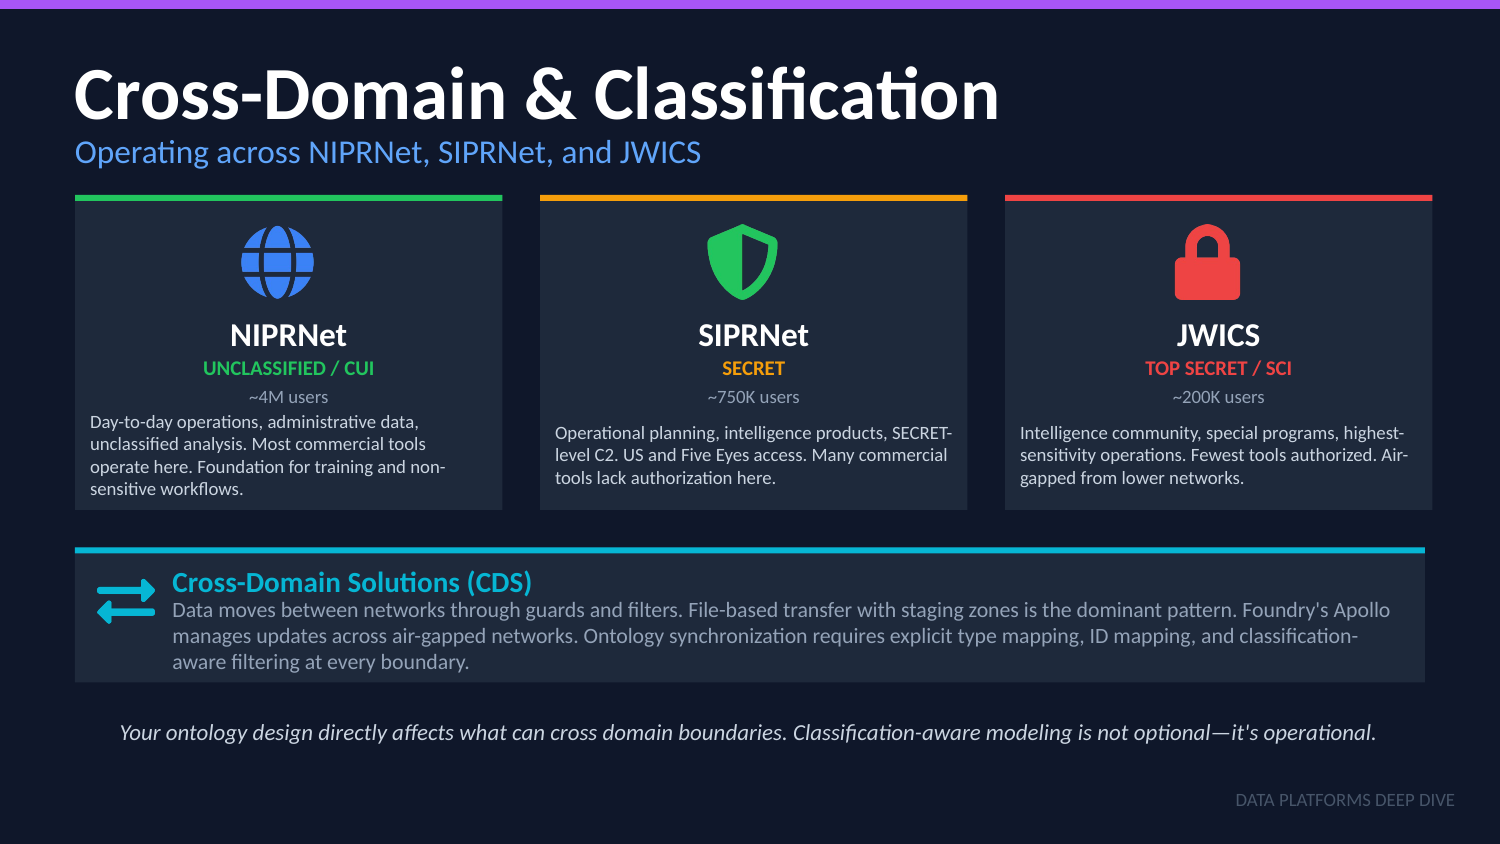 Cross-Domain & Classification
Operating across NIPRNet, SIPRNet, and JWICS
NIPRNet
UNCLASSIFIED / CUI
~4M users
Day-to-day operations, administrative data,
unclassified analysis. Most commercial tools
operate here. Foundation for training and non-
sensitive workflows.
SIPRNet
SECRET
~750K users
Operational planning, intelligence products, SECRET-
level C2. US and Five Eyes access. Many commercial
tools lack authorization here.
JWICS
TOP SECRET / SCI
~200K users
Intelligence community, special programs, highest-
sensitivity operations. Fewest tools authorized. Air-
gapped from lower networks.
Cross-Domain Solutions (CDS)
Data moves between networks through guards and filters. File-based transfer with staging zones is the dominant pattern. Foundry's Apollo
manages updates across air-gapped networks. Ontology synchronization requires explicit type mapping, ID mapping, and classification-
aware filtering at every boundary.
Your ontology design directly affects what can cross domain boundaries. Classification-aware modeling is not optional—it's operational.
DATA PLATFORMS DEEP DIVE